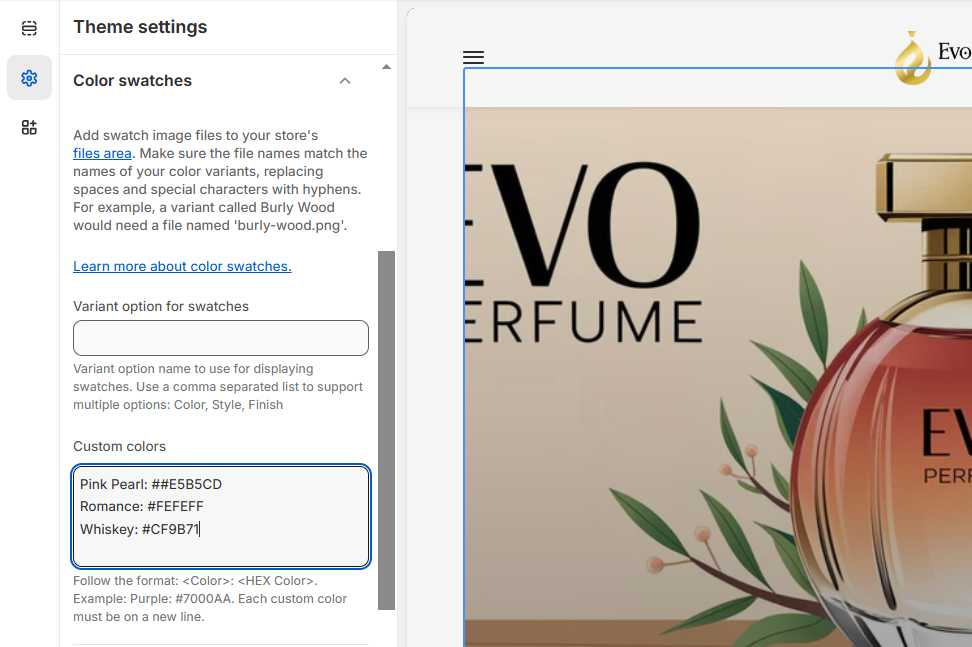 Theme settings
Color swatches
Add swatch image files to your store's
files area. Make sure the file names match the
names of your color variants, replacing
spaces and special characters with hyphens.
For example, a variant called Burly Wood
would need a file named 'burly-wood.png'.
Learn more about color swatches.
Variant option for swatches
Variant option name to use for displaying
swatches. Use a comma separated list to support
multiple options: Color, Style, Finish
Custom colors
Pink Pearl: ##E5B5CD
Romance: #FEFEFF
Whiskey: #CF9B71
Follow the format: <Color>: <HEX Color>.
Example: Purple: #7000AA. Each custom color
must be on a new line.
Evo
EVO
PERFUME
EV
PERF